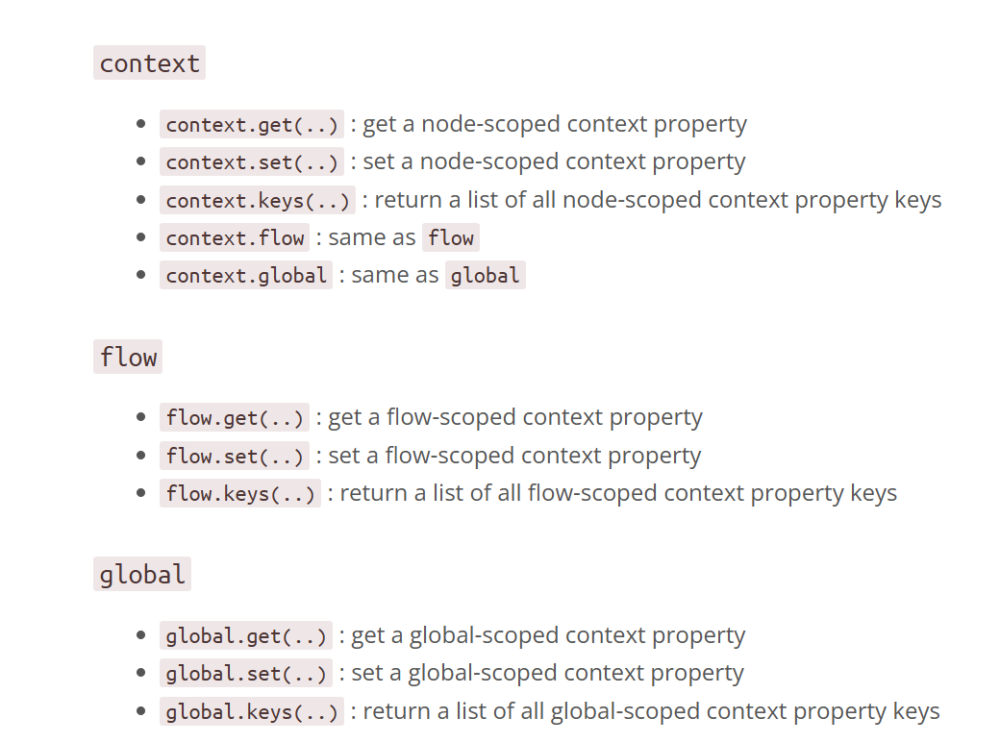 context
context.get(..) : get a node-scoped context property
context.set(..) : set a node-scoped context property
context.keys(..) : return a list of all node-scoped context property keys
context.flow : same as flow
context.global : same as global
flow
flow.get(..) : get a flow-scoped context property
flow.set(..) : set a flow-scoped context property
flow.keys(..) : return a list of all flow-scoped context property keys
global
global.get(..) : get a global-scoped context property
global.set(..) : set a global-scoped context property
global.keys(..) : return a list of all global-scoped context property keys